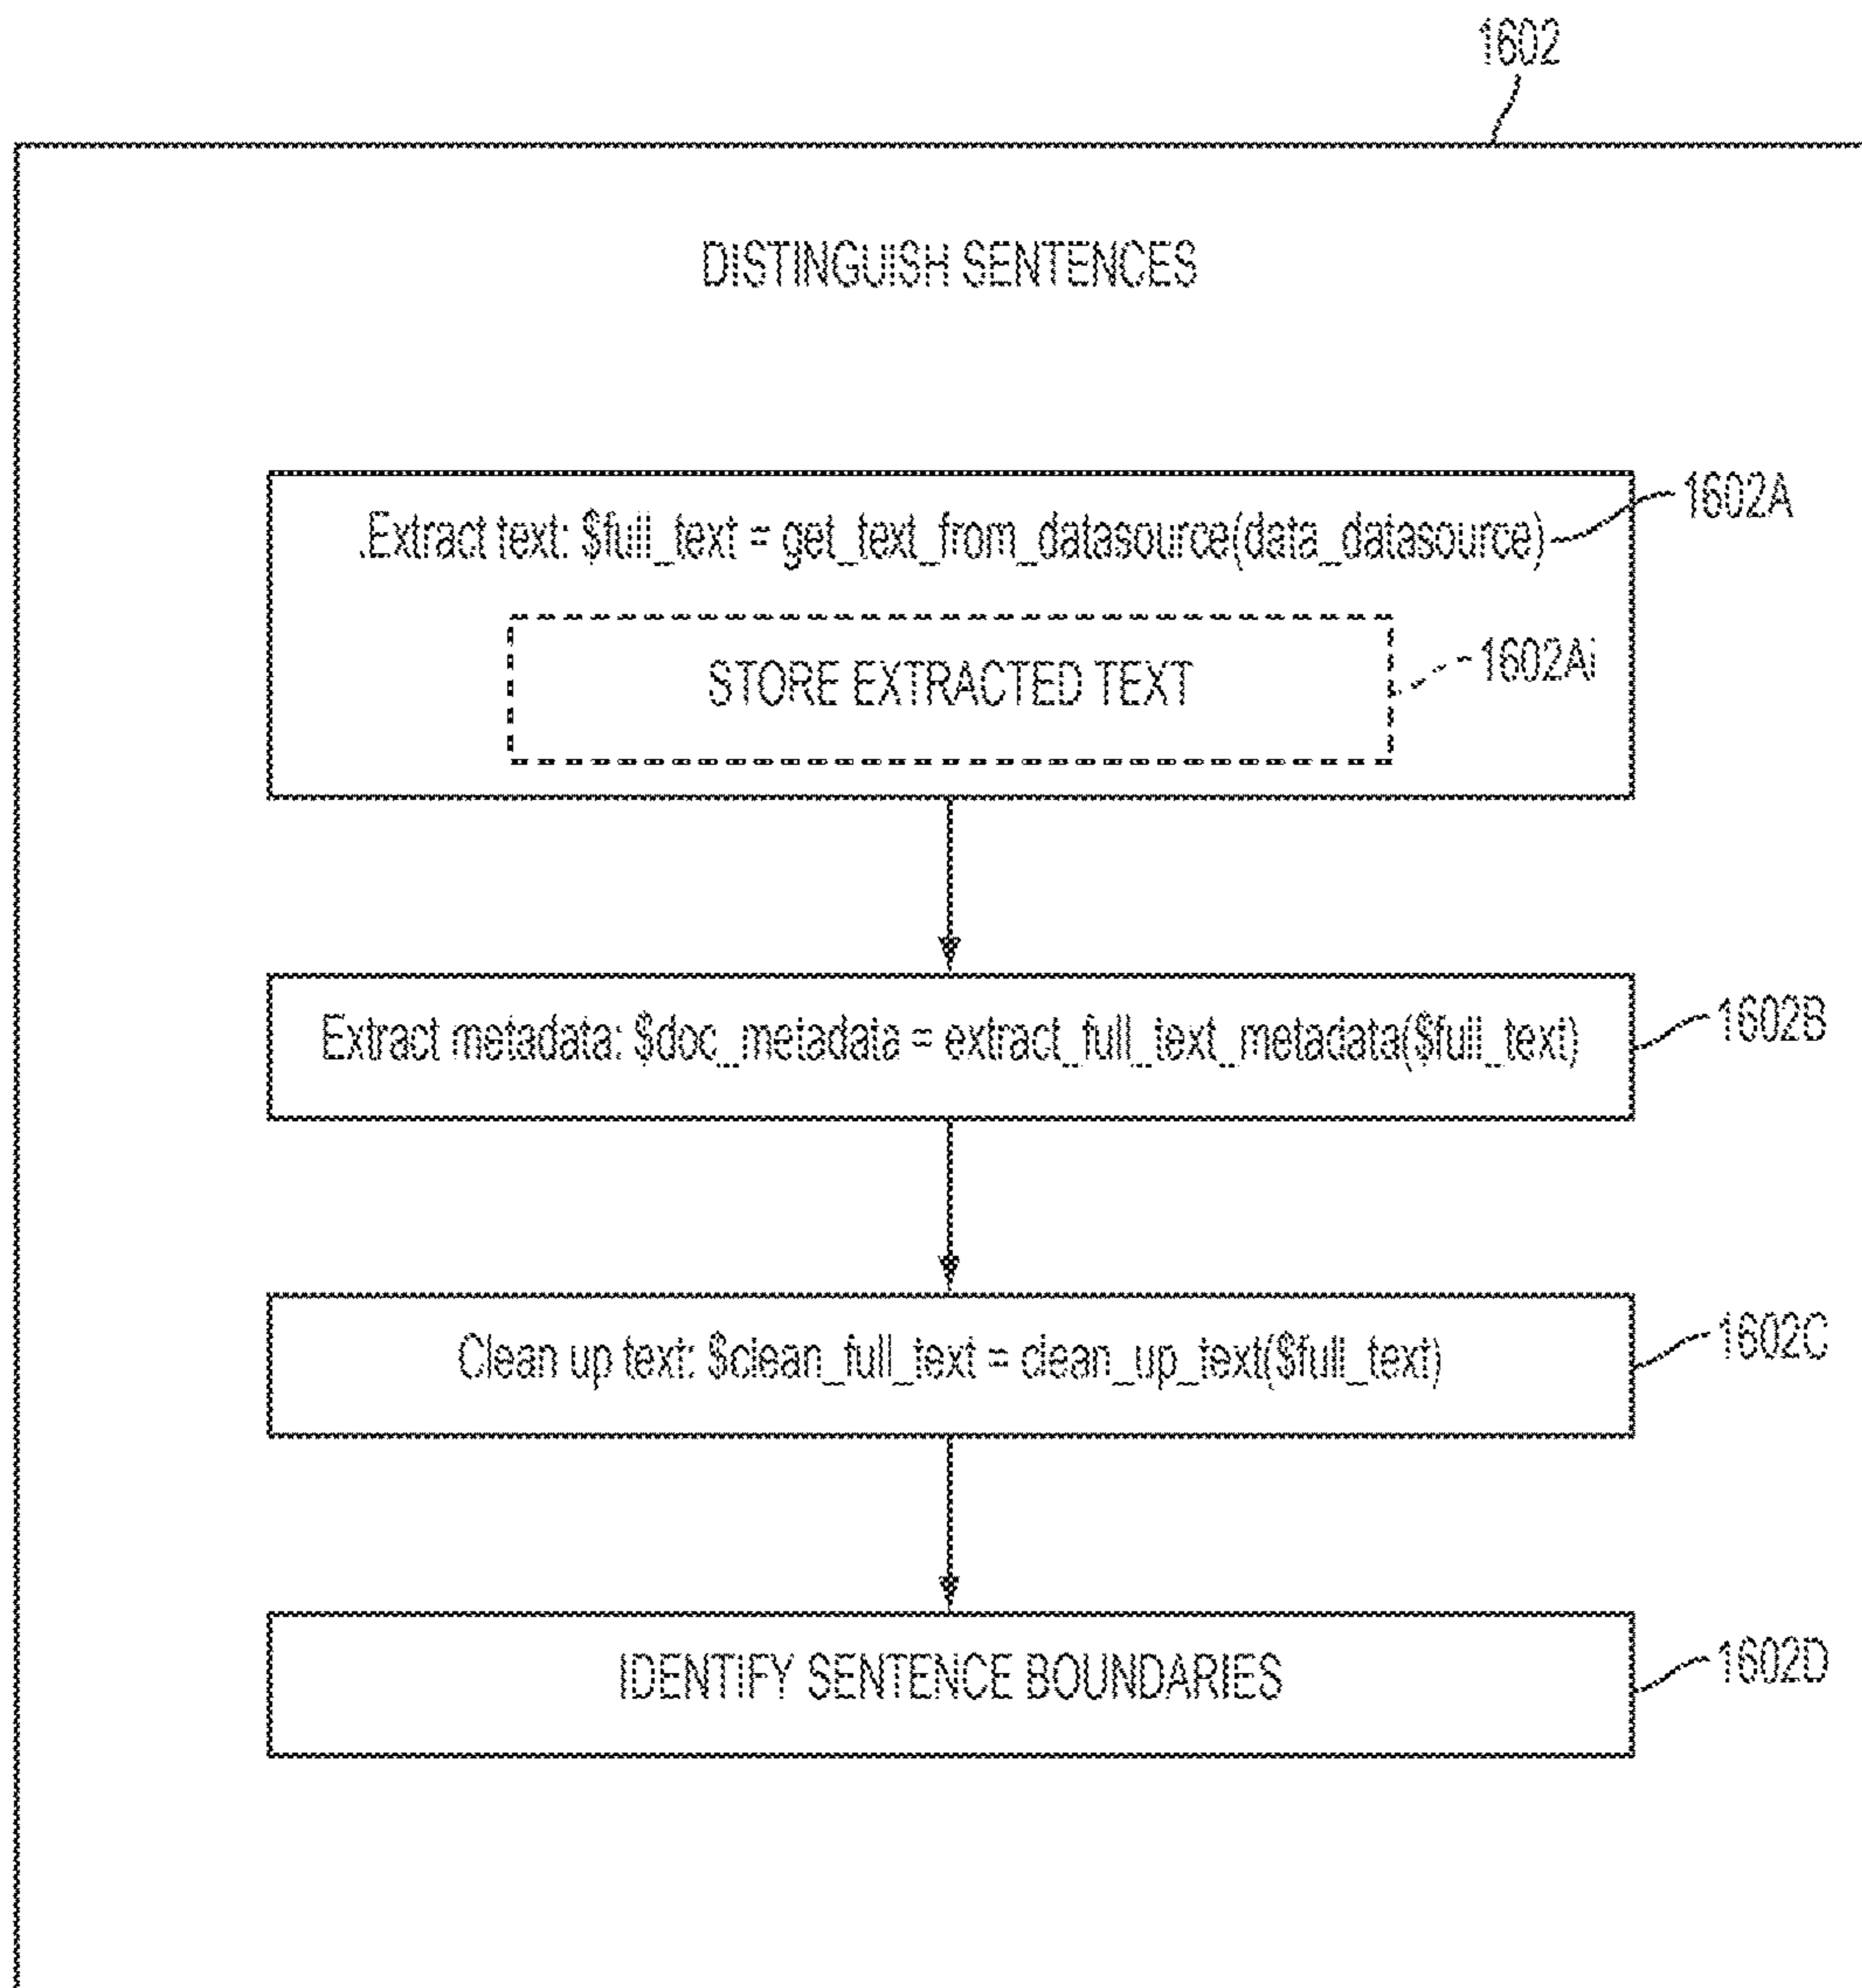 1602
DISTINGUISH SENTENCES
.Extract text: $full_text = get_text_from_datasource(data_datasource)
1602A
STORE EXTRACTED TEXT
1602Ai
Extract metadata: $doc_metadata = extract_full_text_metadata($full_text)
1602B
Clean up text: $clean_full_text = clean_up_text($full_text)
1602C
IDENTIFY SENTENCE BOUNDARIES
1602D